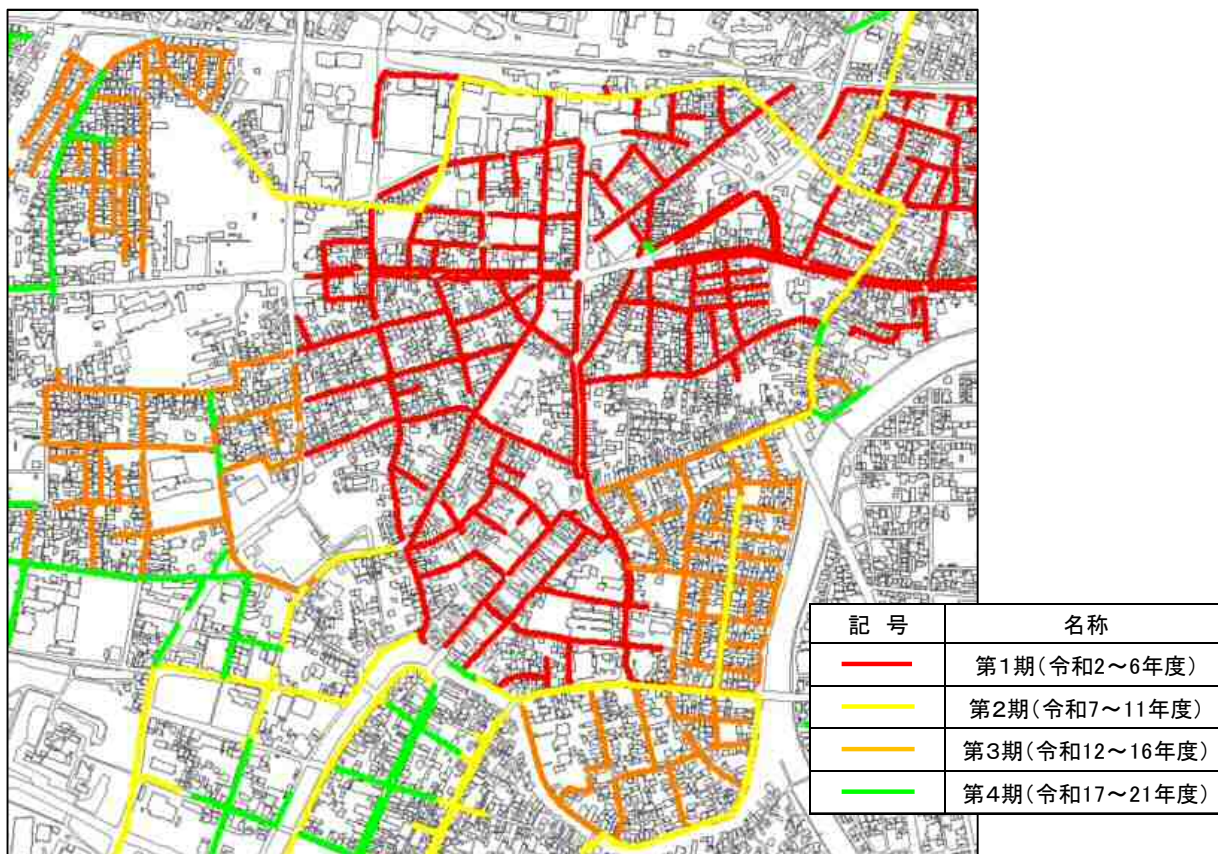 記 号 名称
第1期(令和2～6年度)
第2期(令和7～11年度)
第3期(令和12～16年度)
第4期(令和17～21年度)